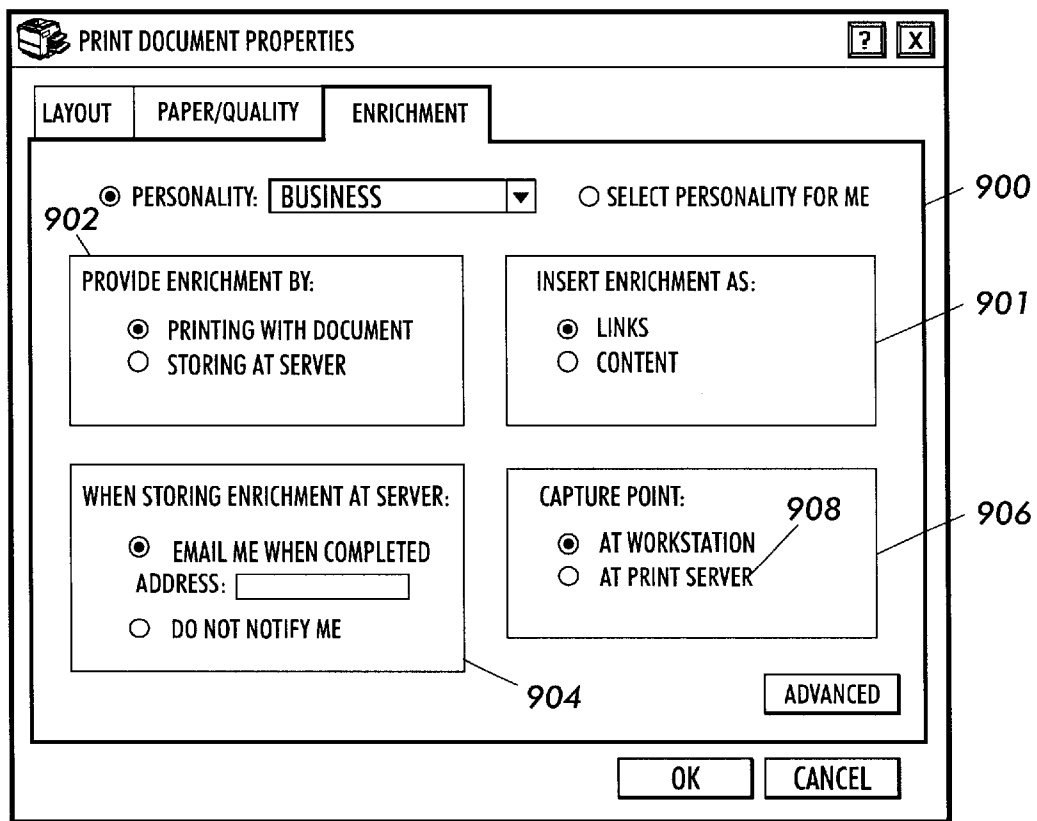 PRINT DOCUMENT PROPERTIES ? X
LAYOUT PAPER/QUALITY ENRICHMENT
PERSONALITY: BUSINESS SELECT PERSONALITY FOR ME
900
902
PROVIDE ENRICHMENT BY:
PRINTING WITH DOCUMENT
STORING AT SERVER
INSERT ENRICHMENT AS:
LINKS
CONTENT
901
WHEN STORING ENRICHMENT AT SERVER:
EMAIL ME WHEN COMPLETED
ADDRESS:
DO NOT NOTIFY ME
904
CAPTURE POINT:
908
AT WORKSTATION
AT PRINT SERVER
906
ADVANCED
OK CANCEL